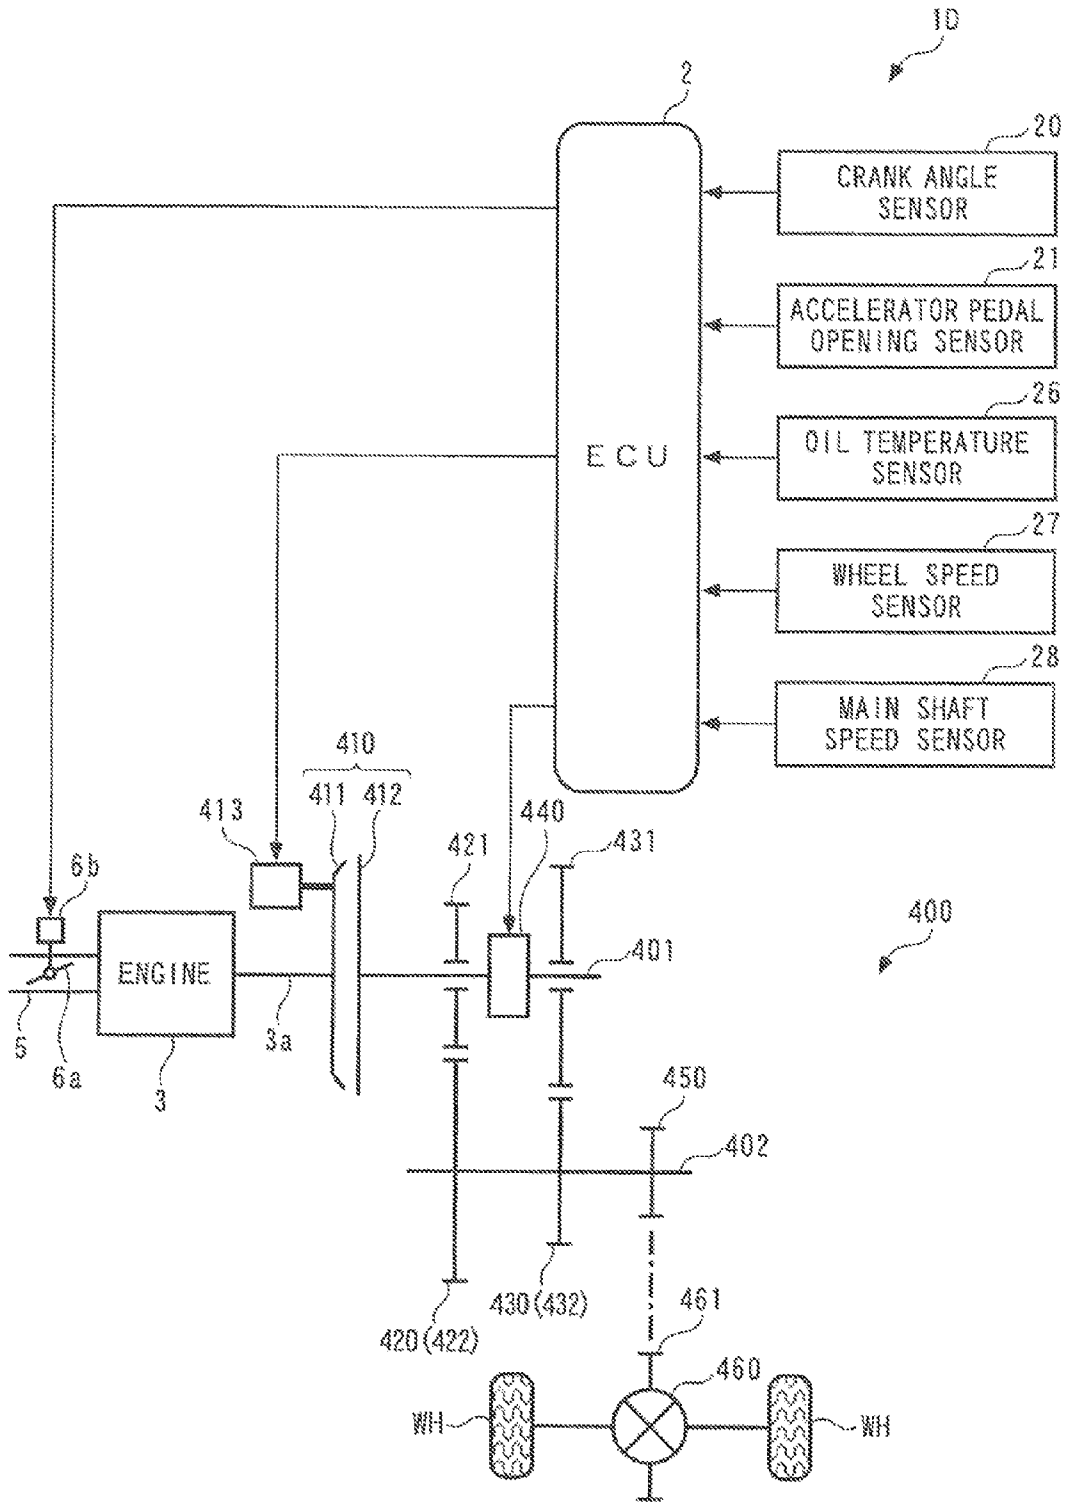 1D
2
20
CRANK ANGLE
SENSOR
21
ACCELERATOR PEDAL
OPENING SENSOR
26
OIL TEMPERATURE
SENSOR
ECU
27
WHEEL SPEED
SENSOR
28
MAIN SHAFT
SPEED SENSOR
410
411 412
413
440
421
431
6b
400
401
ENGINE
3a
5
6a
3
450
402
430(432)
461
420(422)
460
WH
WH